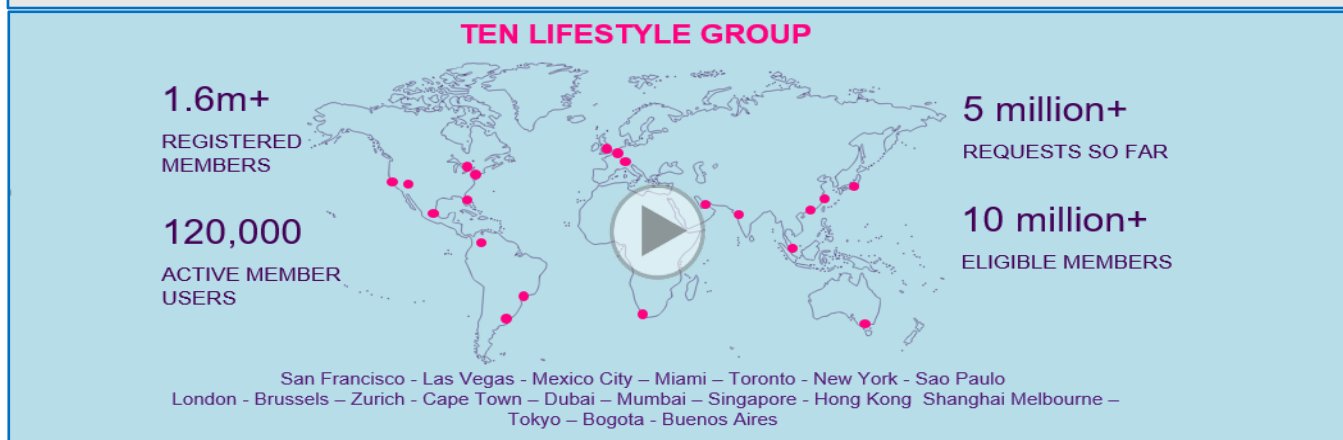 TEN LIFESTYLE GROUP
1.6m+
REGISTERED
MEMBERS
120,000
ACTIVE MEMBER
USERS
5 million+
REQUESTS SO FAR
10 million+
ELIGIBLE MEMBERS
San Francisco - Las Vegas - Mexico City – Miami – Toronto - New York - Sao Paulo
London - Brussels – Zurich - Cape Town – Dubai – Mumbai – Singapore - Hong Kong  Shanghai Melbourne –
Tokyo – Bogota - Buenos Aires